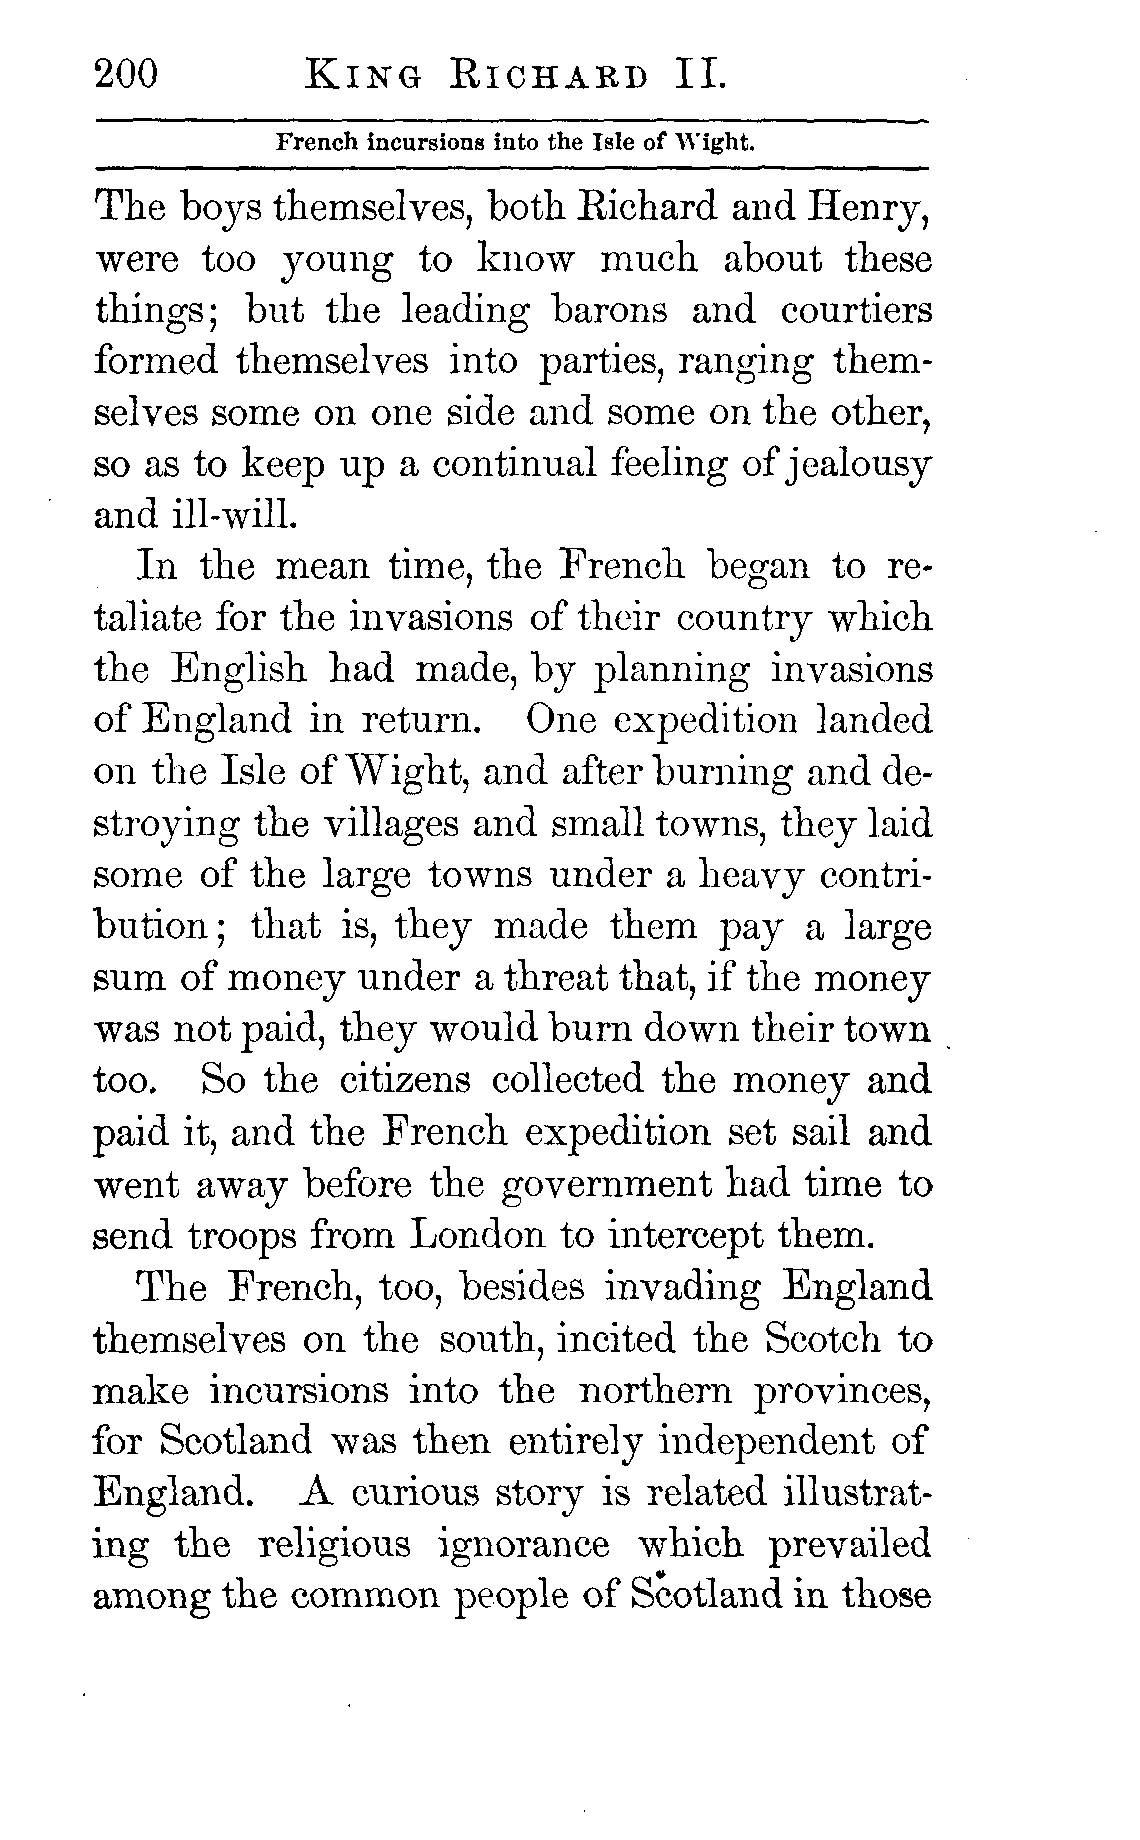 200 KING RICHARD II.
French incursions into the Isle of Wight.
The boys themselves, both Richard and Henry,
were too young to know much about these
things; but the leading barons and courtiers
formed themselves into parties, ranging them-
selves some on one side and some on the other,
so as to keep up a continual feeling of jealousy
and ill-will.
In the mean time, the French began to re-
taliate for the invasions of their country which
the English had made, by planning invasions
of England in return. One expedition landed
on the Isle of Wight, and after burning and de-
stroying the villages and small towns, they laid
some of the large towns under a heavy contri-
bution; that is, they made them pay a large
sum of money under a threat that, if the money
was not paid, they would burn down their town
too. So the citizens collected the money and
paid it, and the French expedition set sail and
went away before the government had time to
send troops from London to intercept them.
The French, too, besides invading England
themselves on the south, incited the Scotch to
make incursions into the northern provinces,
for Scotland was then entirely independent of
England. A curious story is related illustrat-
ing the religious ignorance which prevailed
among the common people of Scotland in those